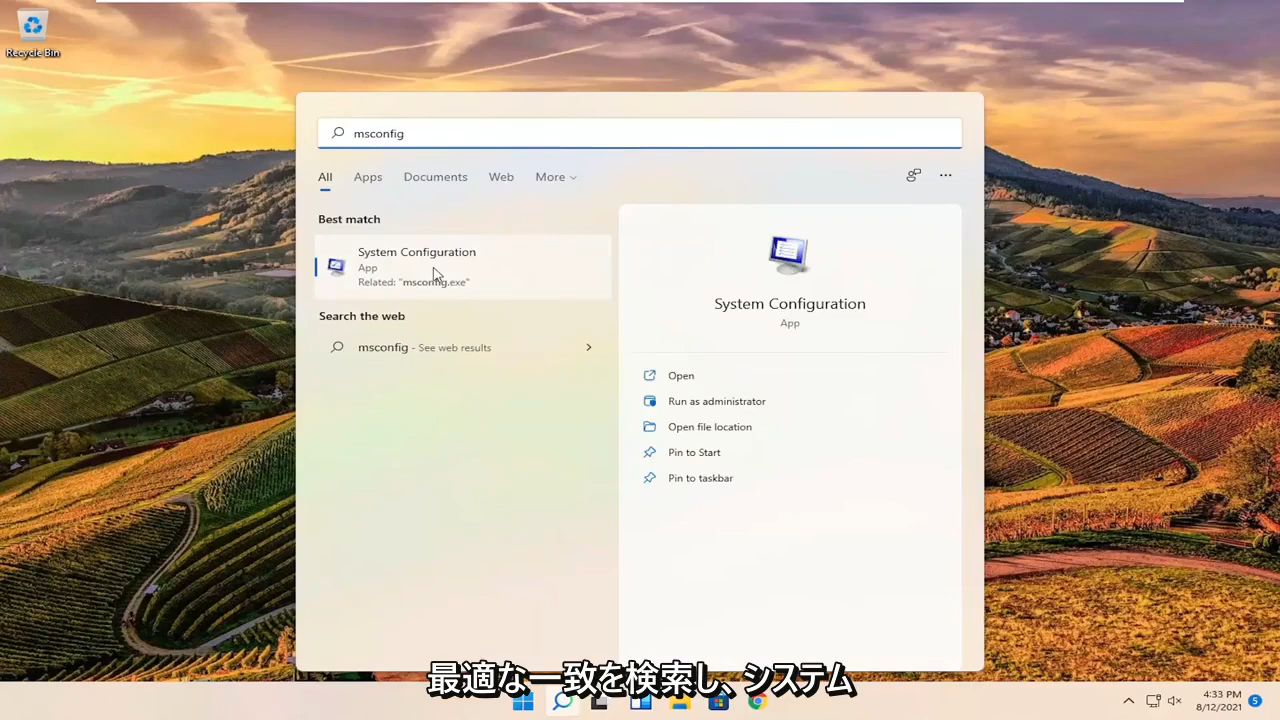 Recycle Bin
msconfig
All Apps Documents Web More
Best match
System Configuration
App
Related: "msconfig.exe"
Search the web
msconfig - See web results
System Configuration
App
Open
Run as administrator
Open file location
Pin to Start
Pin to taskbar
最適な一致を検索し、システム
4:33 PM
8/12/2021
5